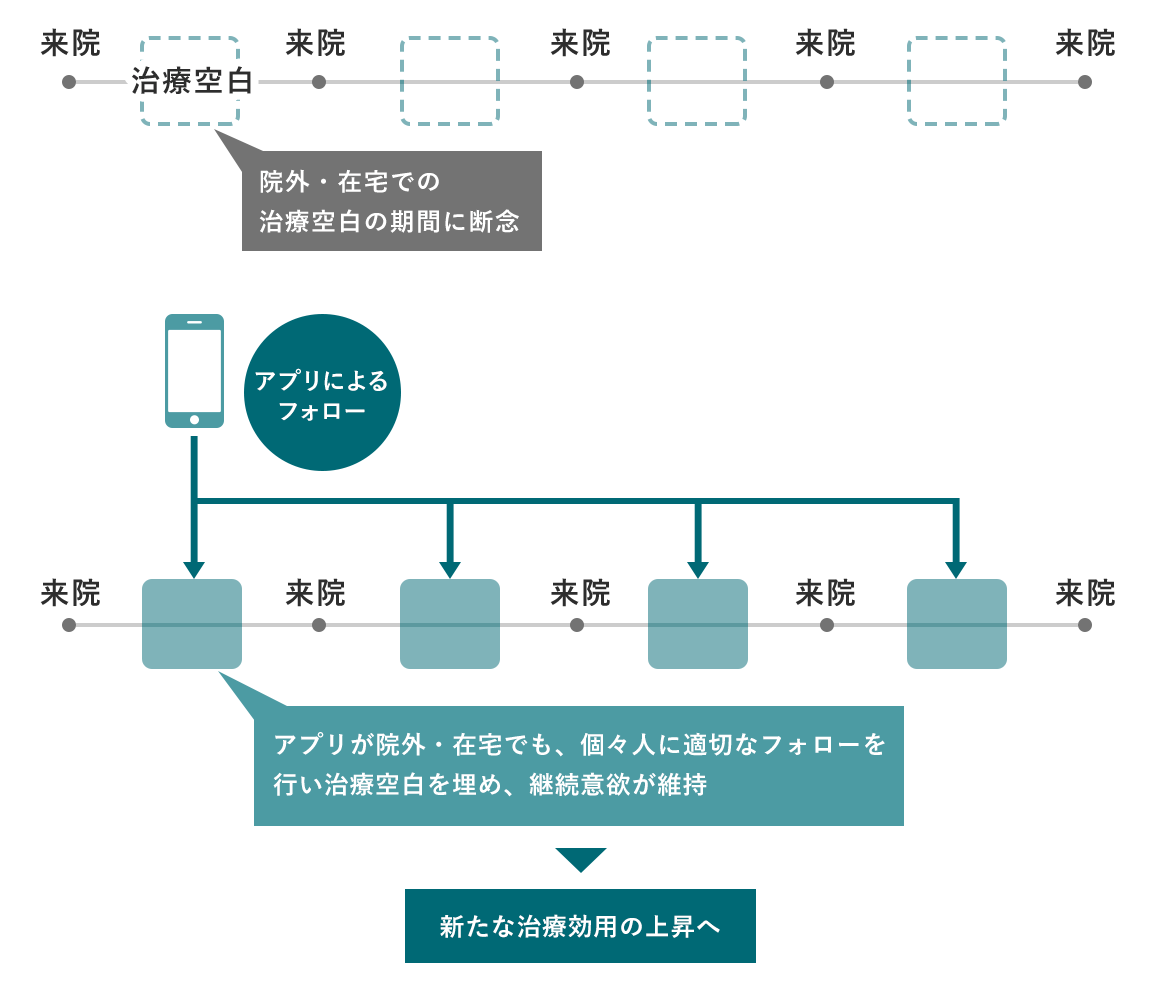 来院
来院
来院
来院
来院
治療空白
院外・在宅での
治療空白の期間に断念
アプリによる
フォロー
来院
来院
来院
来院
来院
アプリが院外・在宅でも、個々人に適切なフォローを
行い治療空白を埋め、継続意欲が維持
新たな治療効用の上昇へ